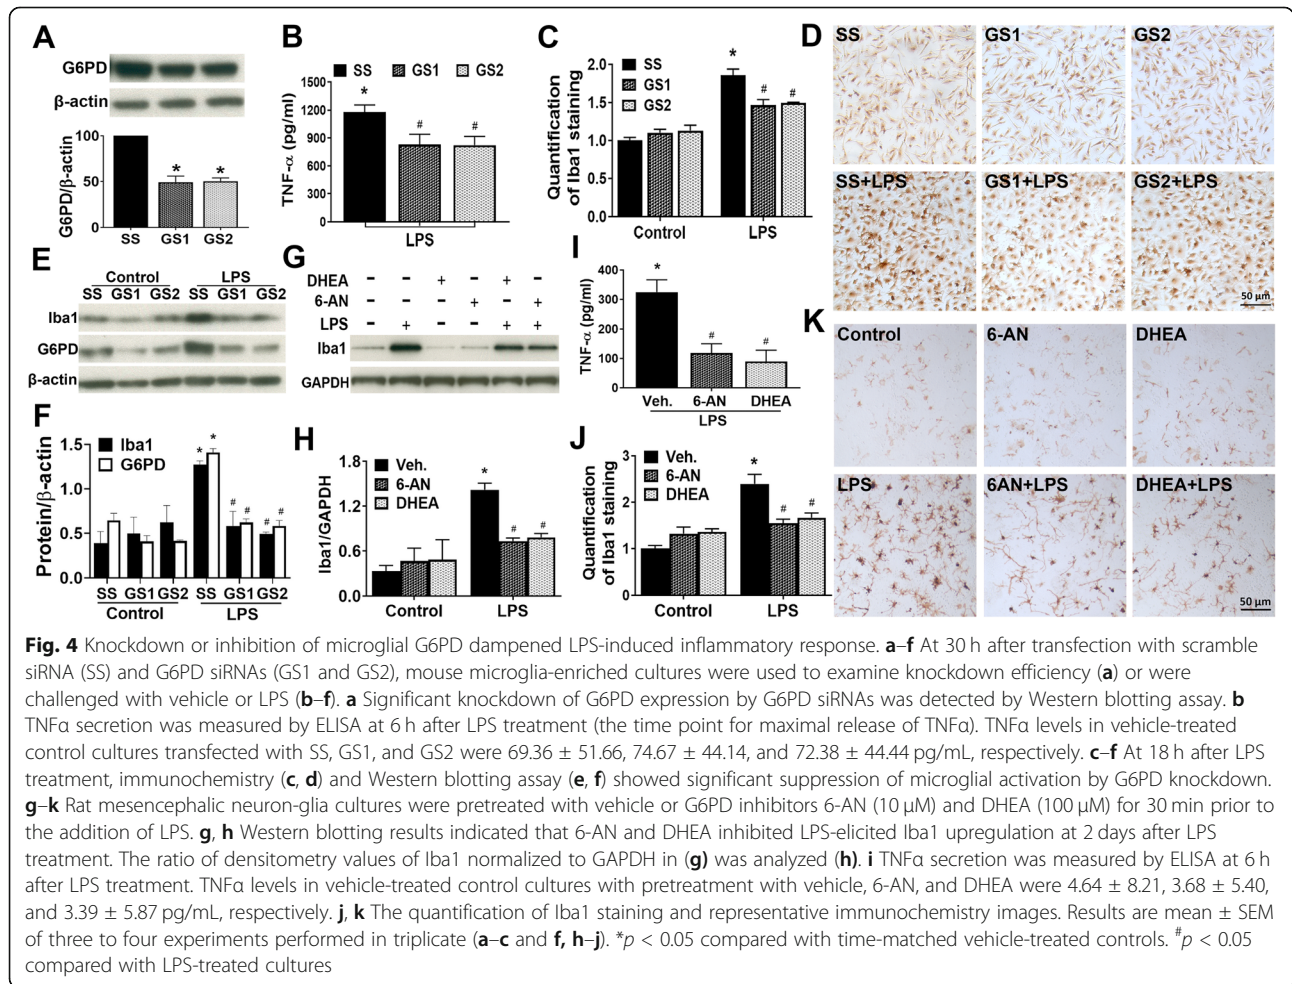 A
G6PD
β-actin
100
50
0
G6PD/β-actin
* *
SS GS1 GS2
B
SS GS1 GS2
1500
1200
900
600
300
0
TNF-α (pg/ml)
* # #
LPS
C
SS
GS1
GS2
2.0
1.5
1.0
0.5
0.0
Quantification
of Iba1 staining
* # #
Control LPS
D
SS GS1 GS2
SS+LPS GS1+LPS GS2+LPS
50 µm
E
Control LPS
SS GS1 GS2 SS GS1 GS2
Iba1
G6PD
β-actin
F
Iba1
G6PD
1.5
1.0
0.5
0.0
Protein/β-actin
* * # # # #
SS GS1 GS2 SS GS1 GS2
Control LPS
G
DHEA – – + – + –
6-AN – – – + – +
LPS – + – – + +
Iba1
GAPDH
H
Veh.
6-AN
DHEA
1.8
1.2
0.6
0.0
Iba1/GAPDH
* # #
Control LPS
I
400
300
200
100
0
TNF-α (pg/ml)
* # #
Veh. 6-AN DHEA
LPS
J
Veh.
6-AN
DHEA
3
2
1
0
Quantification
of Iba1 staining
* # #
Control LPS
K
Control 6-AN DHEA
LPS 6AN+LPS DHEA+LPS
50 µm
Fig. 4 Knockdown or inhibition of microglial G6PD dampened LPS-induced inflammatory response. a–f At 30 h after transfection with scramble
siRNA (SS) and G6PD siRNAs (GS1 and GS2), mouse microglia-enriched cultures were used to examine knockdown efficiency (a) or were
challenged with vehicle or LPS (b–f). a Significant knockdown of G6PD expression by G6PD siRNAs was detected by Western blotting assay. b
TNFα secretion was measured by ELISA at 6 h after LPS treatment (the time point for maximal release of TNFα). TNFα levels in vehicle-treated
control cultures transfected with SS, GS1, and GS2 were 69.36 ± 51.66, 74.67 ± 44.14, and 72.38 ± 44.44 pg/mL, respectively. c–f At 18 h after LPS
treatment, immunochemistry (c, d) and Western blotting assay (e, f) showed significant suppression of microglial activation by G6PD knockdown.
g–k Rat mesencephalic neuron-glia cultures were pretreated with vehicle or G6PD inhibitors 6-AN (10 µM) and DHEA (100 µM) for 30 min prior to
the addition of LPS. g, h Western blotting results indicated that 6-AN and DHEA inhibited LPS-elicited Iba1 upregulation at 2 days after LPS
treatment. The ratio of densitometry values of Iba1 normalized to GAPDH in (g) was analyzed (h). i TNFα secretion was measured by ELISA at 6 h
after LPS treatment. TNFα levels in vehicle-treated control cultures with pretreatment with vehicle, 6-AN, and DHEA were 4.64 ± 8.21, 3.68 ± 5.40,
and 3.39 ± 5.87 pg/mL, respectively. j, k The quantification of Iba1 staining and representative immunochemistry images. Results are mean ± SEM
of three to four experiments performed in triplicate (a–c and f, h–j). *p < 0.05 compared with time-matched vehicle-treated controls. #p < 0.05
compared with LPS-treated cultures